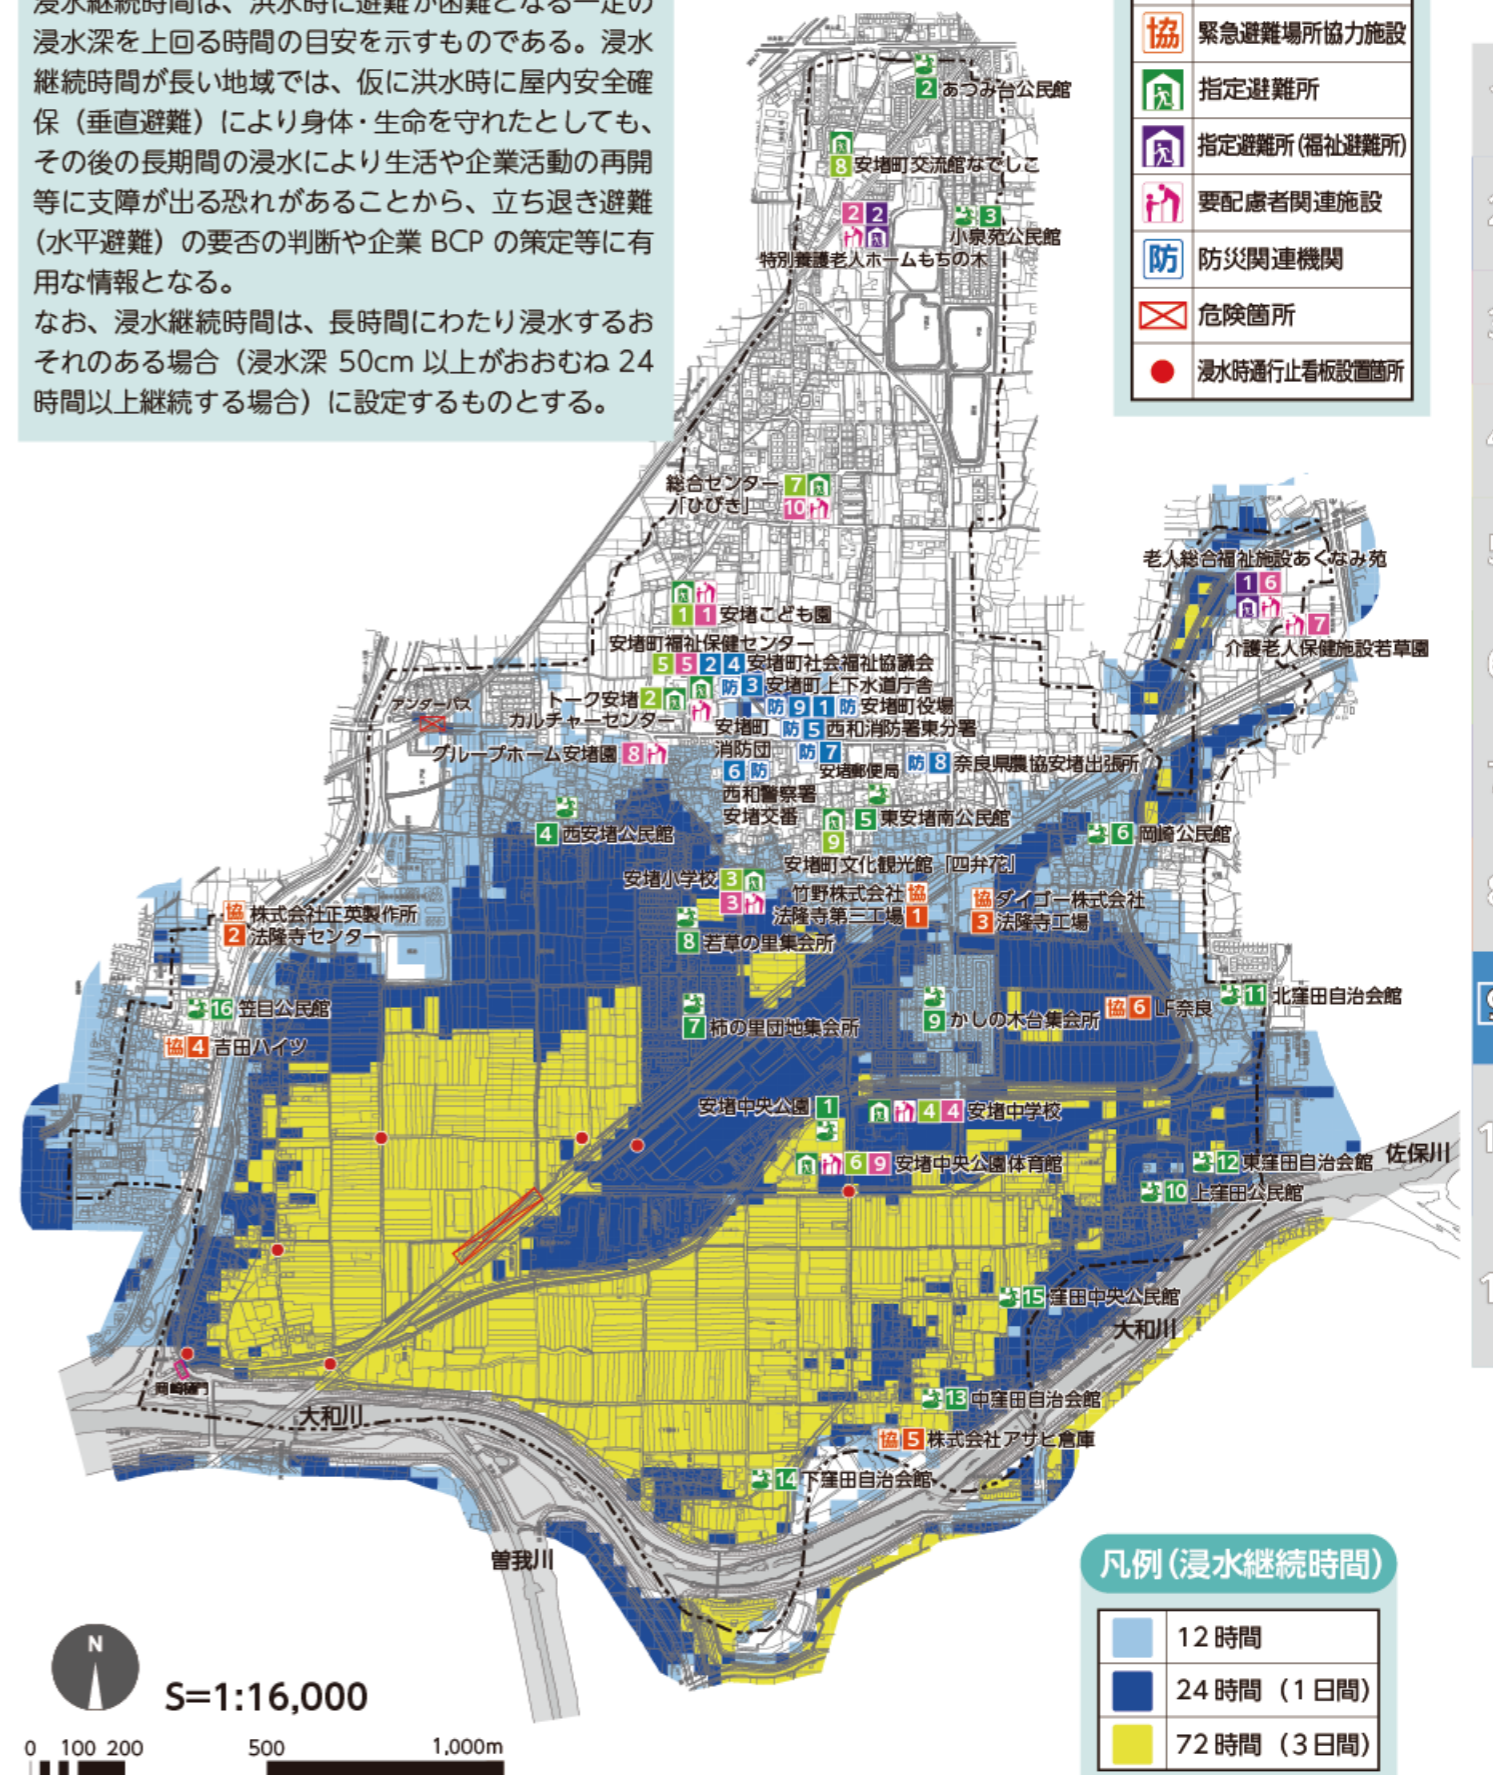 浸水継続時間は、洪水時に避難が困難となる一定の
浸水深を上回る時間の目安を示すものである。浸水
継続時間が長い地域では、仮に洪水時に屋内安全確
保（垂直避難）により身体・生命を守れたとしても、
その後の長期間の浸水により生活や企業活動の再開
等に支障が出る恐れがあることから、立ち退き避難
(水平避難）の要否の判断や企業 BCP の策定等に有
用な情報となる。
なお、浸水継続時間は、長時間にわたり浸水するお
それのある場合（浸水深 50cm 以上がおおむね 24
時間以上継続する場合）に設定するものとする。
協 緊急避難場所協力施設
指定避難所
指定避難所(福祉避難所)
要配慮者関連施設
防 防災関連機関
危険箇所
浸水時通行止看板設置箇所
2 あつみ台公民館
8 安堵町交流館なでしこ
2 2
3
小泉苑公民館
特別養護老人ホームもちの木
総合センター 7
「ひびき」 10
老人総合福祉施設あくなみ苑
1 6
7
介護老人保健施設若草園
1 1 安堵こども園
安堵町福祉保健センター
5 5 2 4 安堵町社会福祉協議会
防 3 安堵町上下水道庁舎
トーク安堵 2
カルチャーセンター
防 9 1 防 安堵町役場
アンダーパス
安堵町 防 5 西和消防署東分署
消防団
グループホーム安堵園 8
防 7
安堵郵便局
防 8 奈良県農協安堵出張所
6 防
西和警察署
安堵交番
4 西安堵公民館
5 東安堵南公民館
9
6 岡崎公民館
安堵町文化観光館「四弁花」
安堵小学校 3
3
竹野株式会社 協
法隆寺第三工場 1
協 ダイゴー株式会社
3 法隆寺工場
協 株式会社正英製作所
2 法隆寺センター
8 若草の里集会所
16 笠目公民館
協 4 吉田ハイツ
7 柿の里団地集会所
9 かしの木台集会所
協 6 LF奈良
11 北窪田自治会館
安堵中央公園 1
4 4 安堵中学校
6 9 安堵中央公園体育館
12 東窪田自治会館
佐保川
10 上窪田公民館
15 窪田中央公民館
大和川
岡崎樋門
大和川
13 中窪田自治会館
協 5 株式会社アサヒ倉庫
14 下窪田自治会館
曽我川
凡例(浸水継続時間)
12時間
24時間（1日間）
72時間（3日間）
N
S=1:16,000
0 100 200 500 1,000m